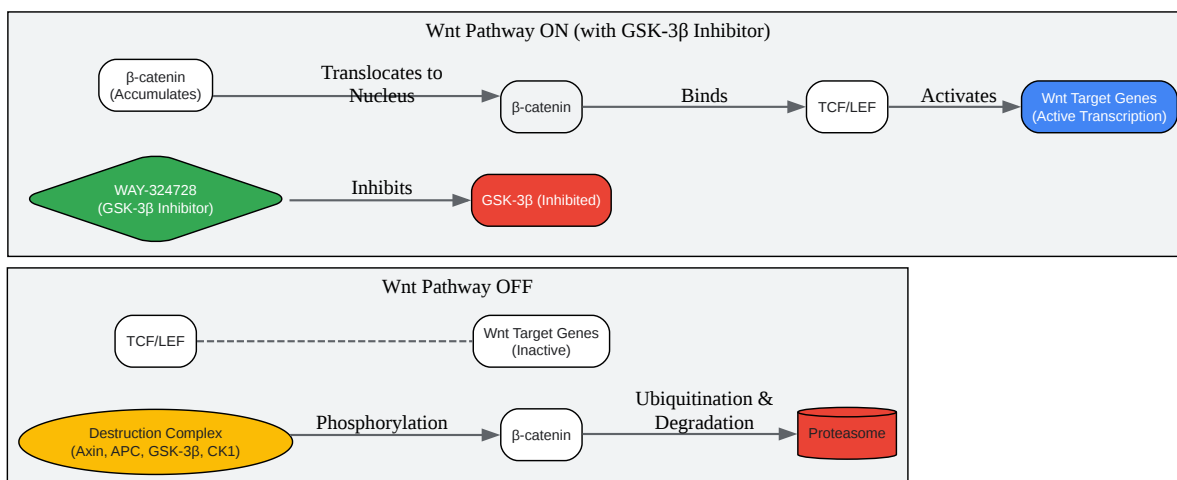 Wnt Pathway ON (with GSK-3β Inhibitor)
β-catenin
(Accumulates)
Translocates to
Nucleus
β-catenin
Binds
TCF/LEF
Activates
Wnt Target Genes
(Active Transcription)
WAY-324728
(GSK-3β Inhibitor)
Inhibits
GSK-3β (Inhibited)
Wnt Pathway OFF
TCF/LEF
Wnt Target Genes
(Inactive)
Destruction Complex
(Axin, APC, GSK-3β, CK1)
Phosphorylation
β-catenin
Ubiquitination &
Degradation
Proteasome